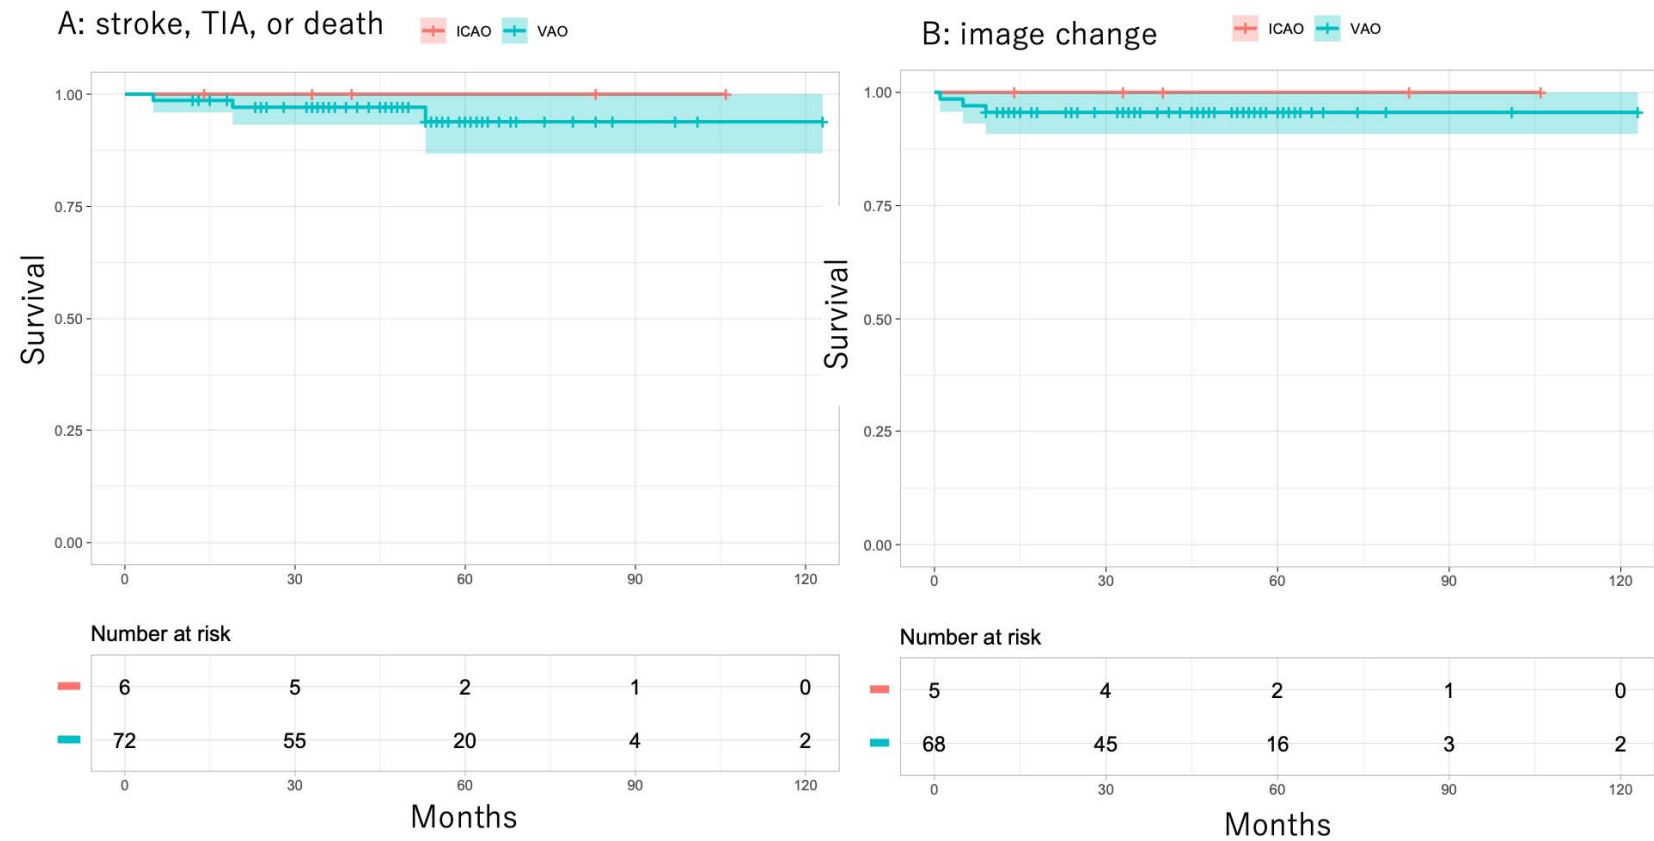 A: stroke, TIA, or death
ICAO
VAO
Survival
1.00
0.75
0.50
0.25
0.00
0 30 60 90 120
Number at risk
6 5 2 1 0
72 55 20 4 2
0 30 60 90 120
Months
B: image change
ICAO
VAO
Survival
1.00
0.75
0.50
0.25
0.00
0 30 60 90 120
Number at risk
5 4 2 1 0
68 45 16 3 2
0 30 60 90 120
Months